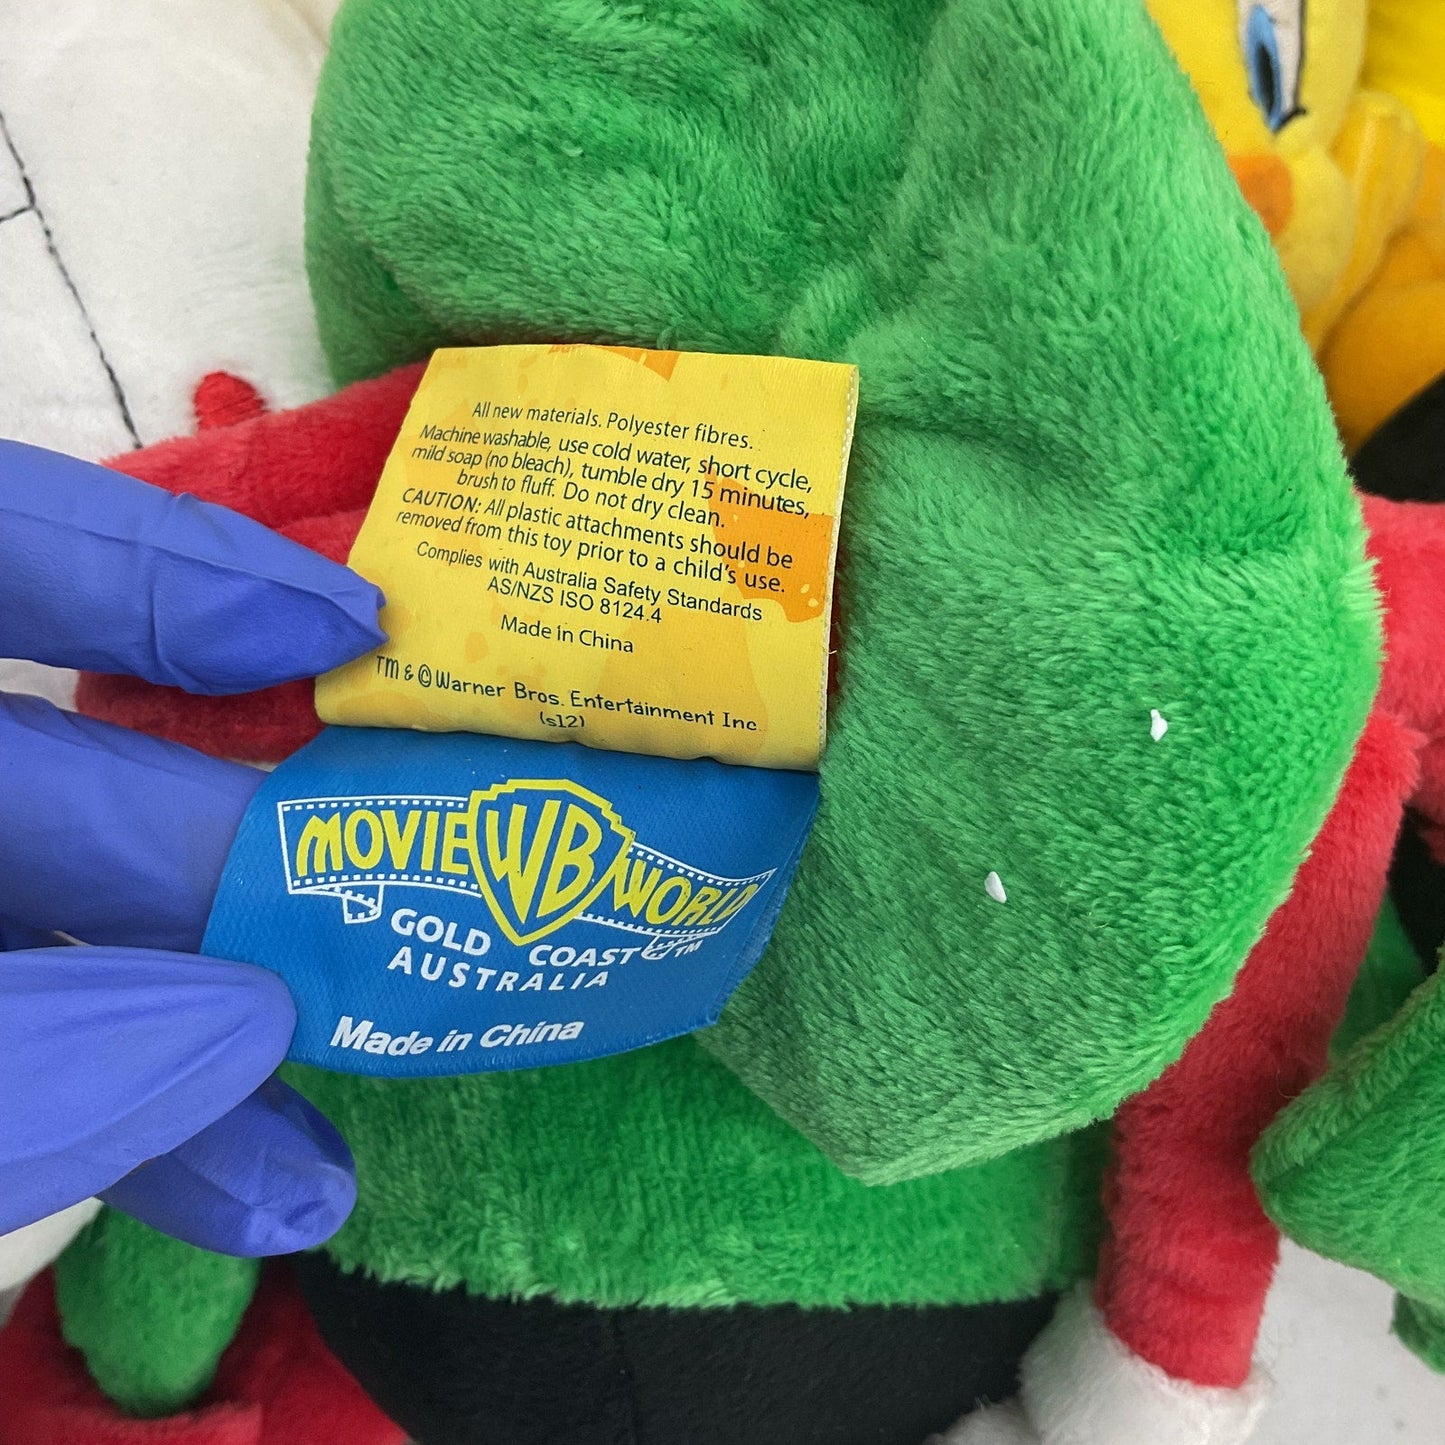 All new materials. Polyester fibres.
Machine washable, use cold water, short cycle,
mild soap (no bleach), tumble dry 15 minutes,
brush to fluff. Do not dry clean.
CAUTION: All plastic attachments should be
removed from this toy prior to a child's use.
Complies with Australia Safety Standards
AS/NZS ISO 8124.4
Made in China
TM & © Warner Bros. Entertainment Inc
(s12)
MOVIE WB WORLD
GOLD COAST TM
AUSTRALIA
Made in China